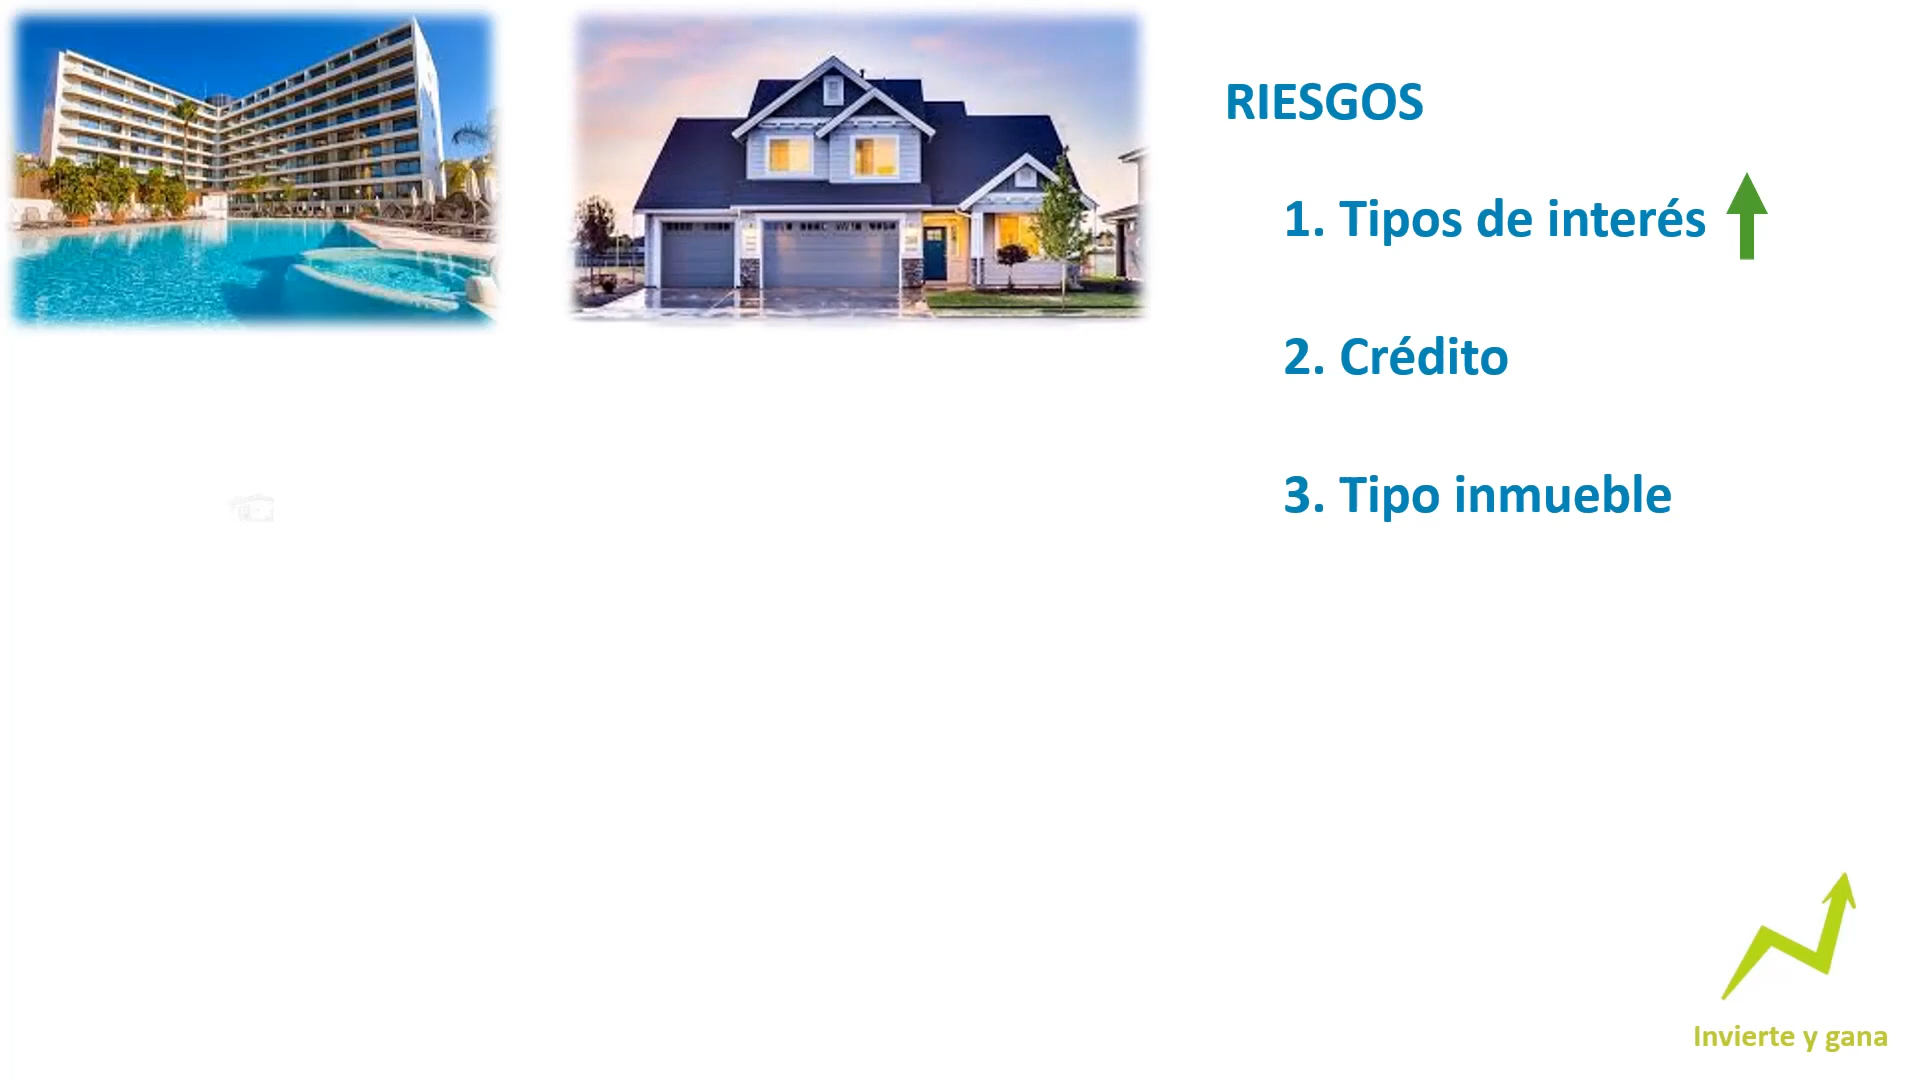 RIESGOS
1. Tipos de interés
2. Crédito
3. Tipo inmueble
Invierte y gana